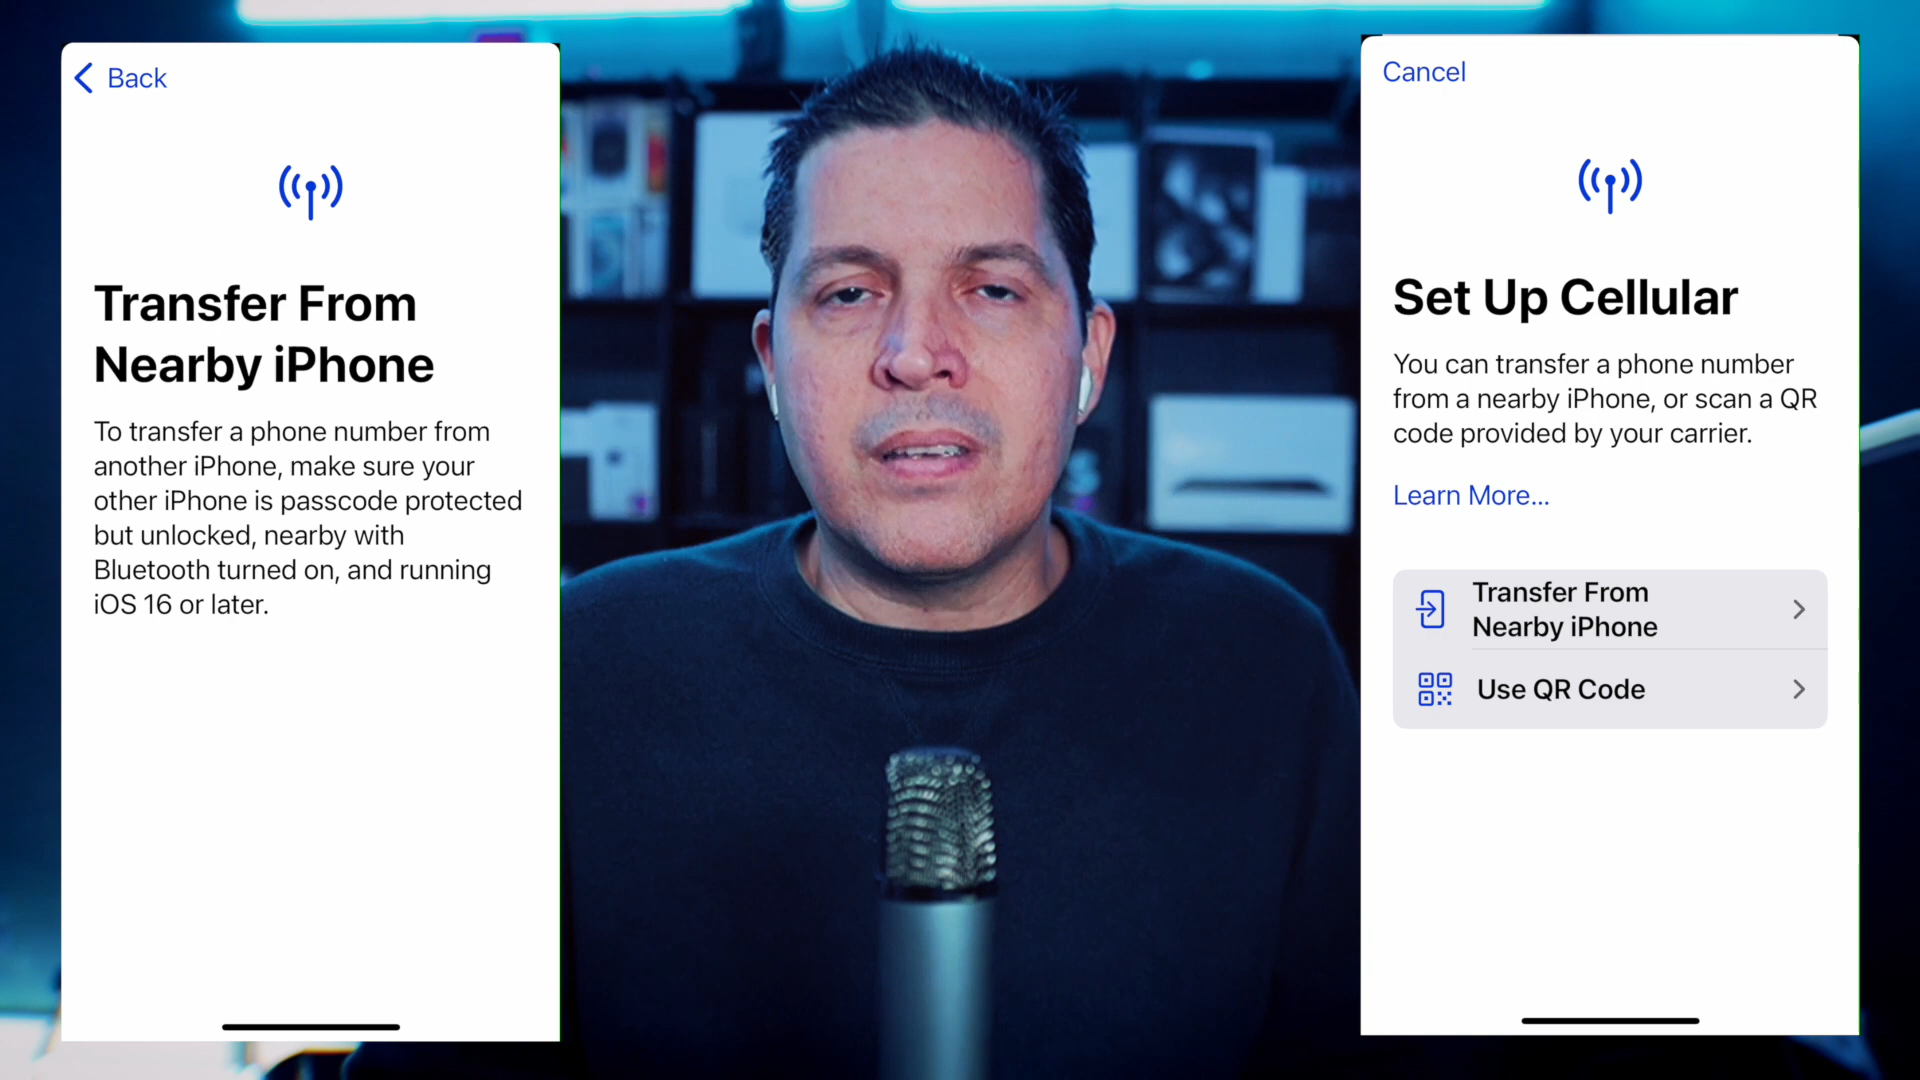 Back
Transfer From
Nearby iPhone
To transfer a phone number from
another iPhone, make sure your
other iPhone is passcode protected
but unlocked, nearby with
Bluetooth turned on, and running
iOS 16 or later.
Cancel
Set Up Cellular
You can transfer a phone number
from a nearby iPhone, or scan a QR
code provided by your carrier.
Learn More...
Transfer From
Nearby iPhone
Use QR Code